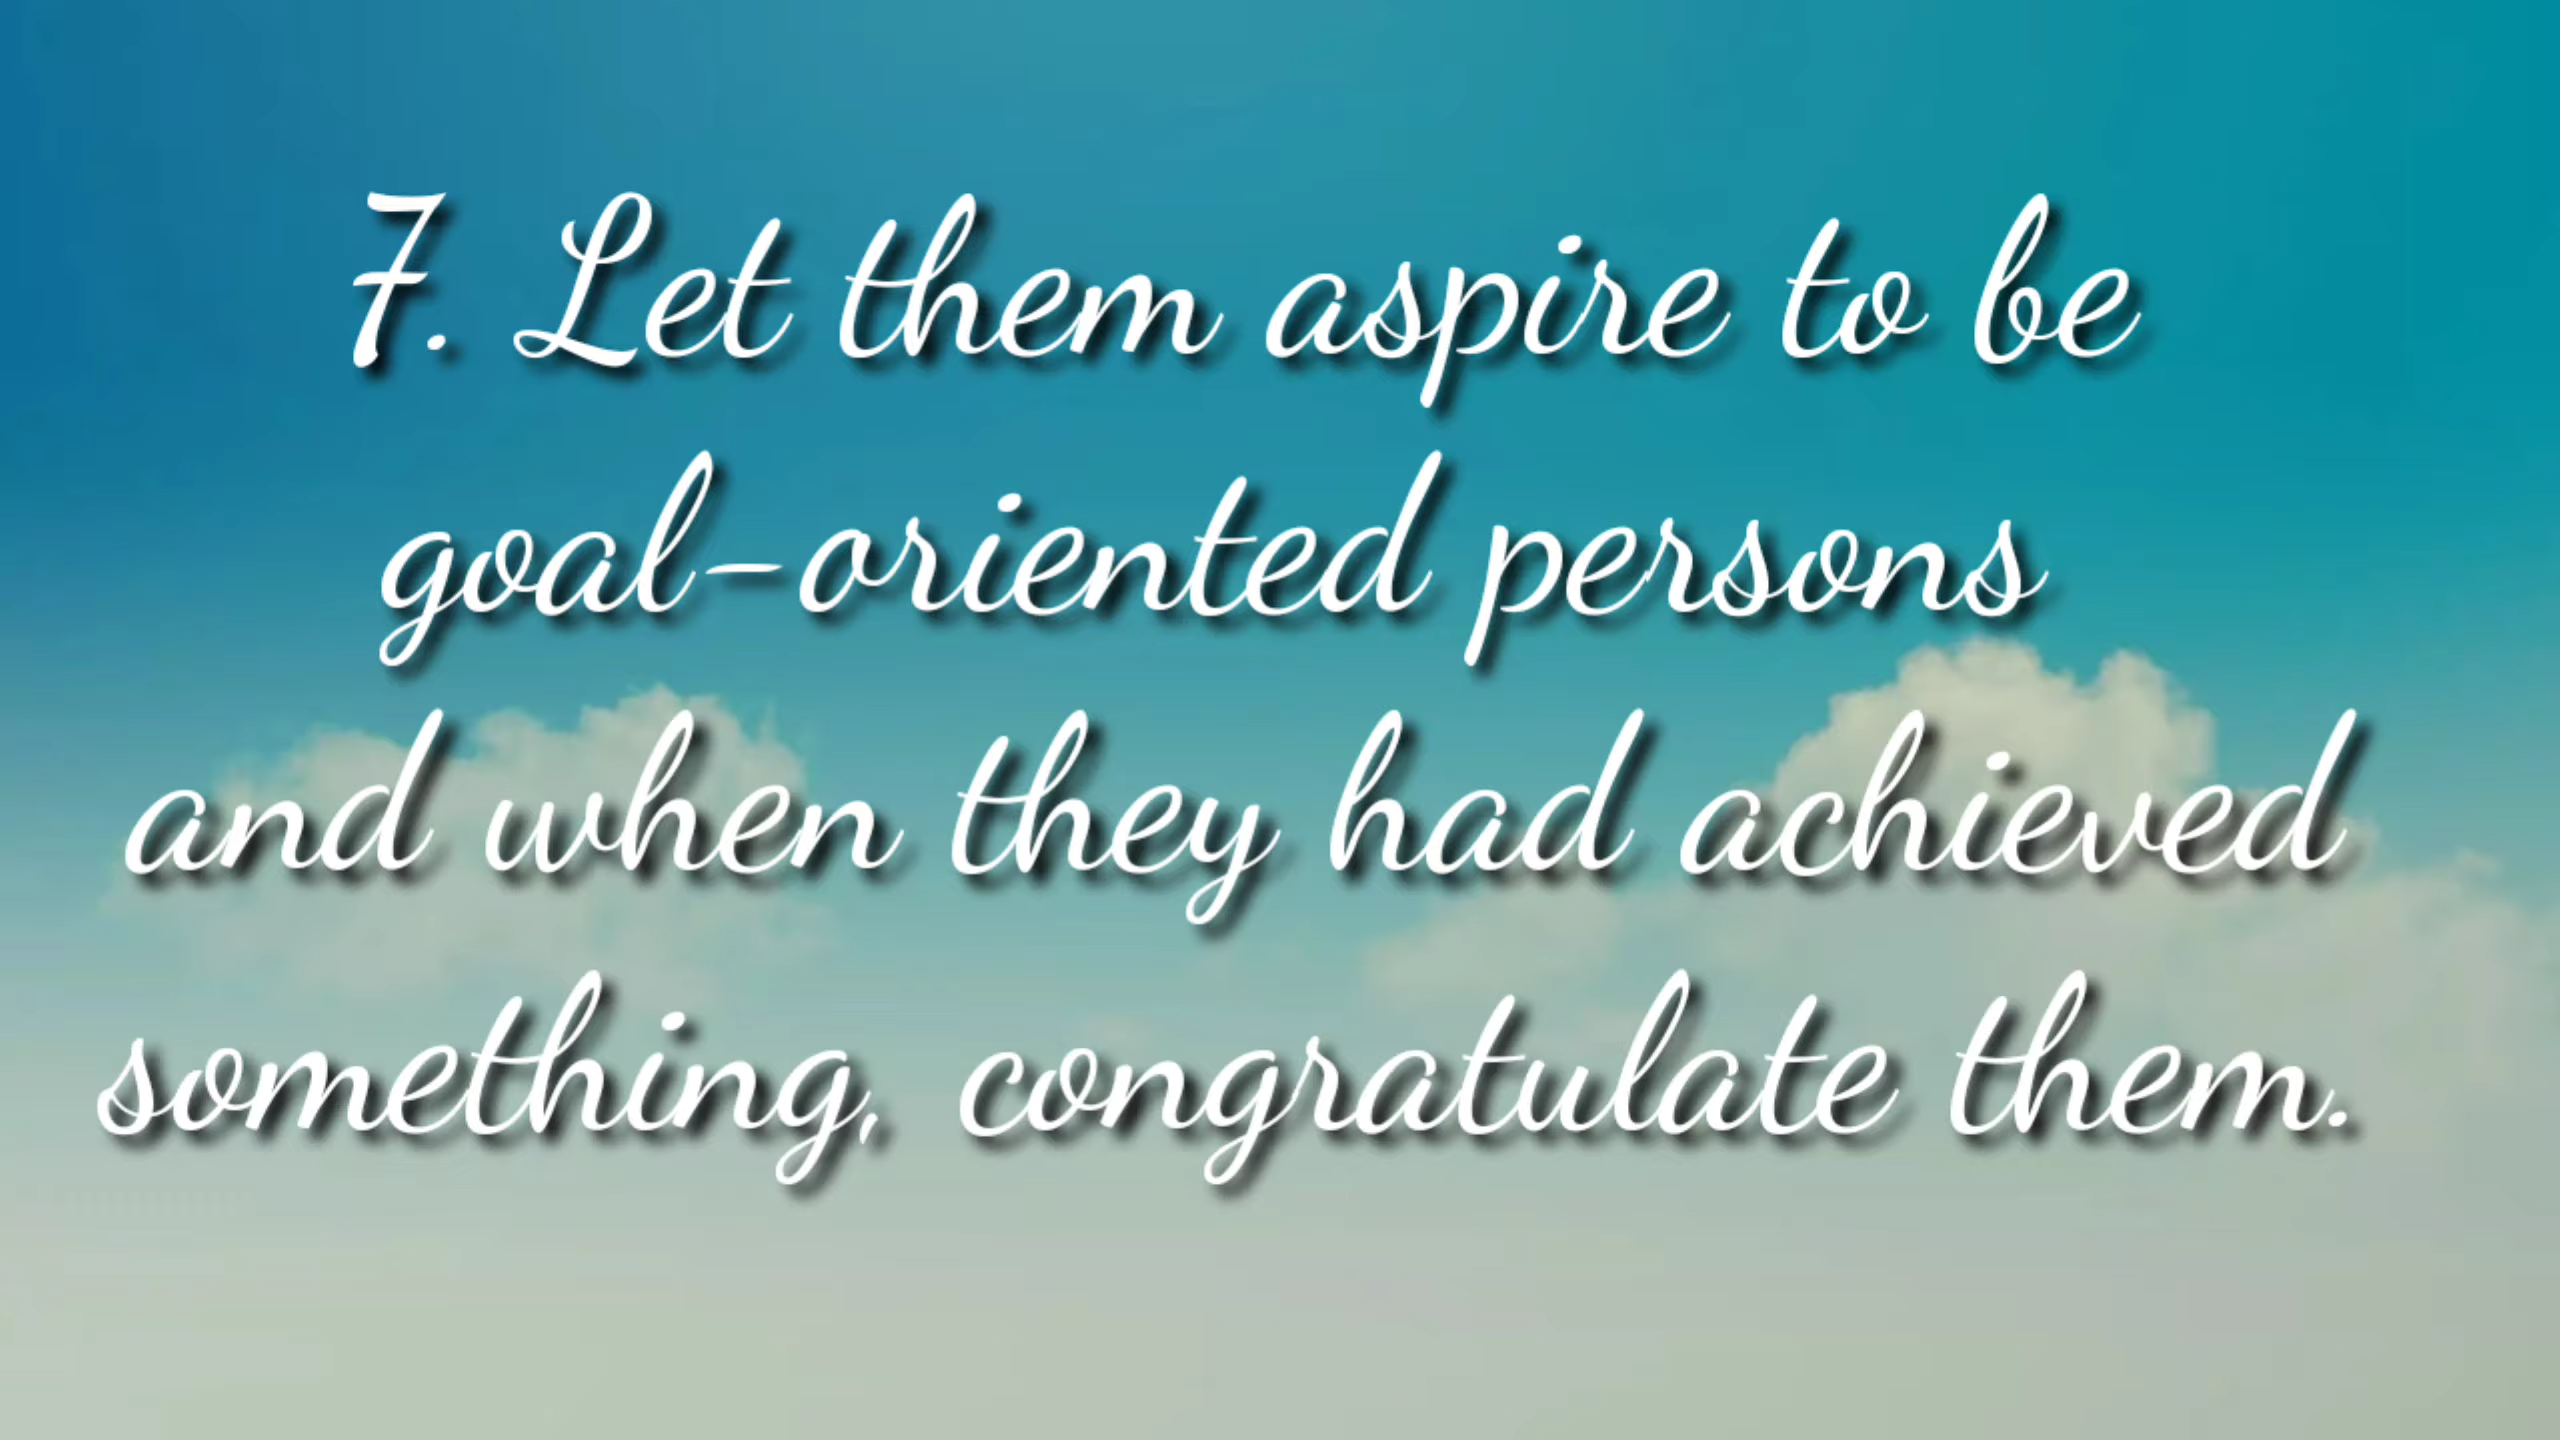 7. Let them aspire to be
goal-oriented persons
and when they had achieved
something, congratulate them.